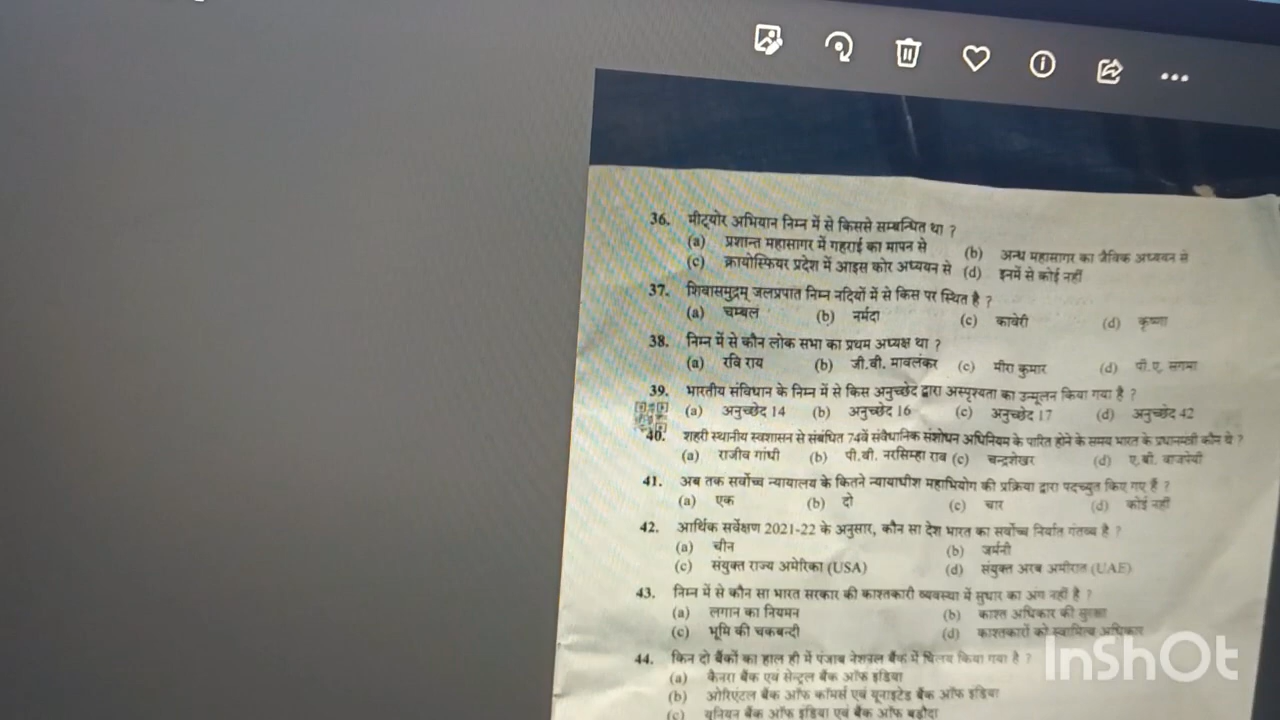 36. मीट्योर अभियान निम्न में से किससे सम्बन्धित था ?
(a) प्रशान्त महासागर में गहराई का मापन से (b) अन्ध महासागर का जैविक अध्ययन से
(c) क्रायोस्फियर प्रदेश में आइस कोर अध्ययन से (d) इनमें से कोई नहीं
37. शिवासमुद्रम् जलप्रपात निम्न नदियों में से किस पर स्थित है ?
(a) चम्बल (b) नर्मदा (c) कावेरी (d) कृष्णा
38. निम्न में से कौन लोक सभा का प्रथम अध्यक्ष था ?
(a) रवि राय (b) जी.वी. मावलंकर (c) मीरा कुमार (d) पी.ए. संगमा
39. भारतीय संविधान के निम्न में से किस अनुच्छेद द्वारा अस्पृश्यता का उन्मूलन किया गया है ?
(a) अनुच्छेद 14 (b) अनुच्छेद 16 (c) अनुच्छेद 17 (d) अनुच्छेद 42
40. शहरी स्थानीय स्वशासन से संबंधित 74वें संवैधानिक संशोधन अधिनियम के पारित होने के समय भारत के प्रधानमंत्री कौन थे ?
(a) राजीव गांधी (b) पी.वी. नरसिम्हा राव (c) चन्द्रशेखर (d) ए.बी. वाजपेयी
41. अब तक सर्वोच्च न्यायालय के कितने न्यायाधीश महाभियोग की प्रक्रिया द्वारा पदच्युत किए गए हैं ?
(a) एक (b) दो (c) चार (d) कोई नहीं
42. आर्थिक सर्वेक्षण 2021-22 के अनुसार, कौन सा देश भारत का सर्वोच्च निर्यात गंतव्य है ?
(a) चीन (b) जर्मनी
(c) संयुक्त राज्य अमेरिका (USA) (d) संयुक्त अरब अमीरात (UAE)
43. निम्न में से कौन सा भारत सरकार की काश्तकारी व्यवस्था में सुधार का अंग नहीं है ?
(a) लगान का नियमन (b) काश्त अधिकार की सुरक्षा
(c) भूमि की चकबन्दी (d) काश्तकारों को स्वामित्व अधिकार
44. किन दो बैंकों का हाल ही में पंजाब नेशनल बैंक में विलय किया गया है ?
(a) कैनरा बैंक एवं सेन्ट्रल बैंक ऑफ इंडिया
(b) ओरिएंटल बैंक ऑफ कॉमर्स एवं यूनाइटेड बैंक ऑफ इंडिया
(c) यूनियन बैंक ऑफ इंडिया एवं बैंक ऑफ बड़ौदा
InShOt